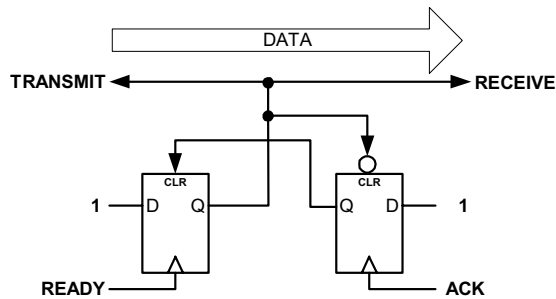 DATA
TRANSMIT RECEIVE
CLR CLR
1 D Q Q D 1
READY ACK